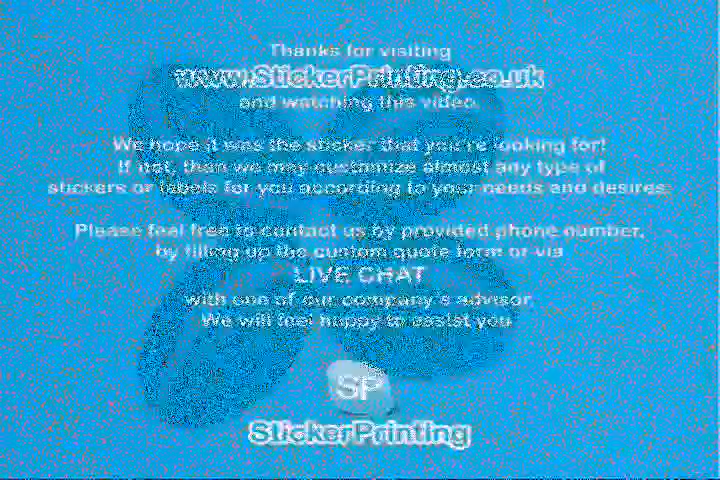 Thanks for visiting
www.StickerPrinting.co.uk
and watching this video.
We hope it was the sticker that you're looking for!
If not, than we may customize almost any type of
stickers or labels for you according to your needs and desires.
Please feel free to contact us by provided phone number,
by filling up the custom quote form or via
LIVE CHAT
with one of our company's advisor.
We will feel happy to assist you
SP
StickerPrinting